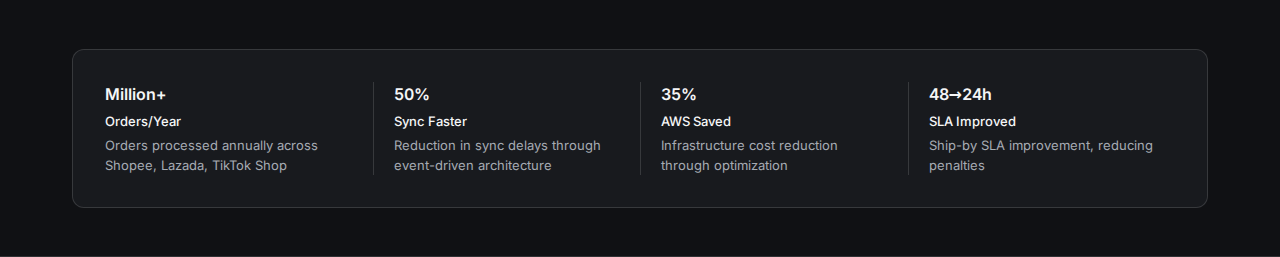 Million+
Orders/Year
Orders processed annually across
Shopee, Lazada, TikTok Shop
50%
Sync Faster
Reduction in sync delays through
event-driven architecture
35%
AWS Saved
Infrastructure cost reduction
through optimization
48→24h
SLA Improved
Ship-by SLA improvement, reducing
penalties